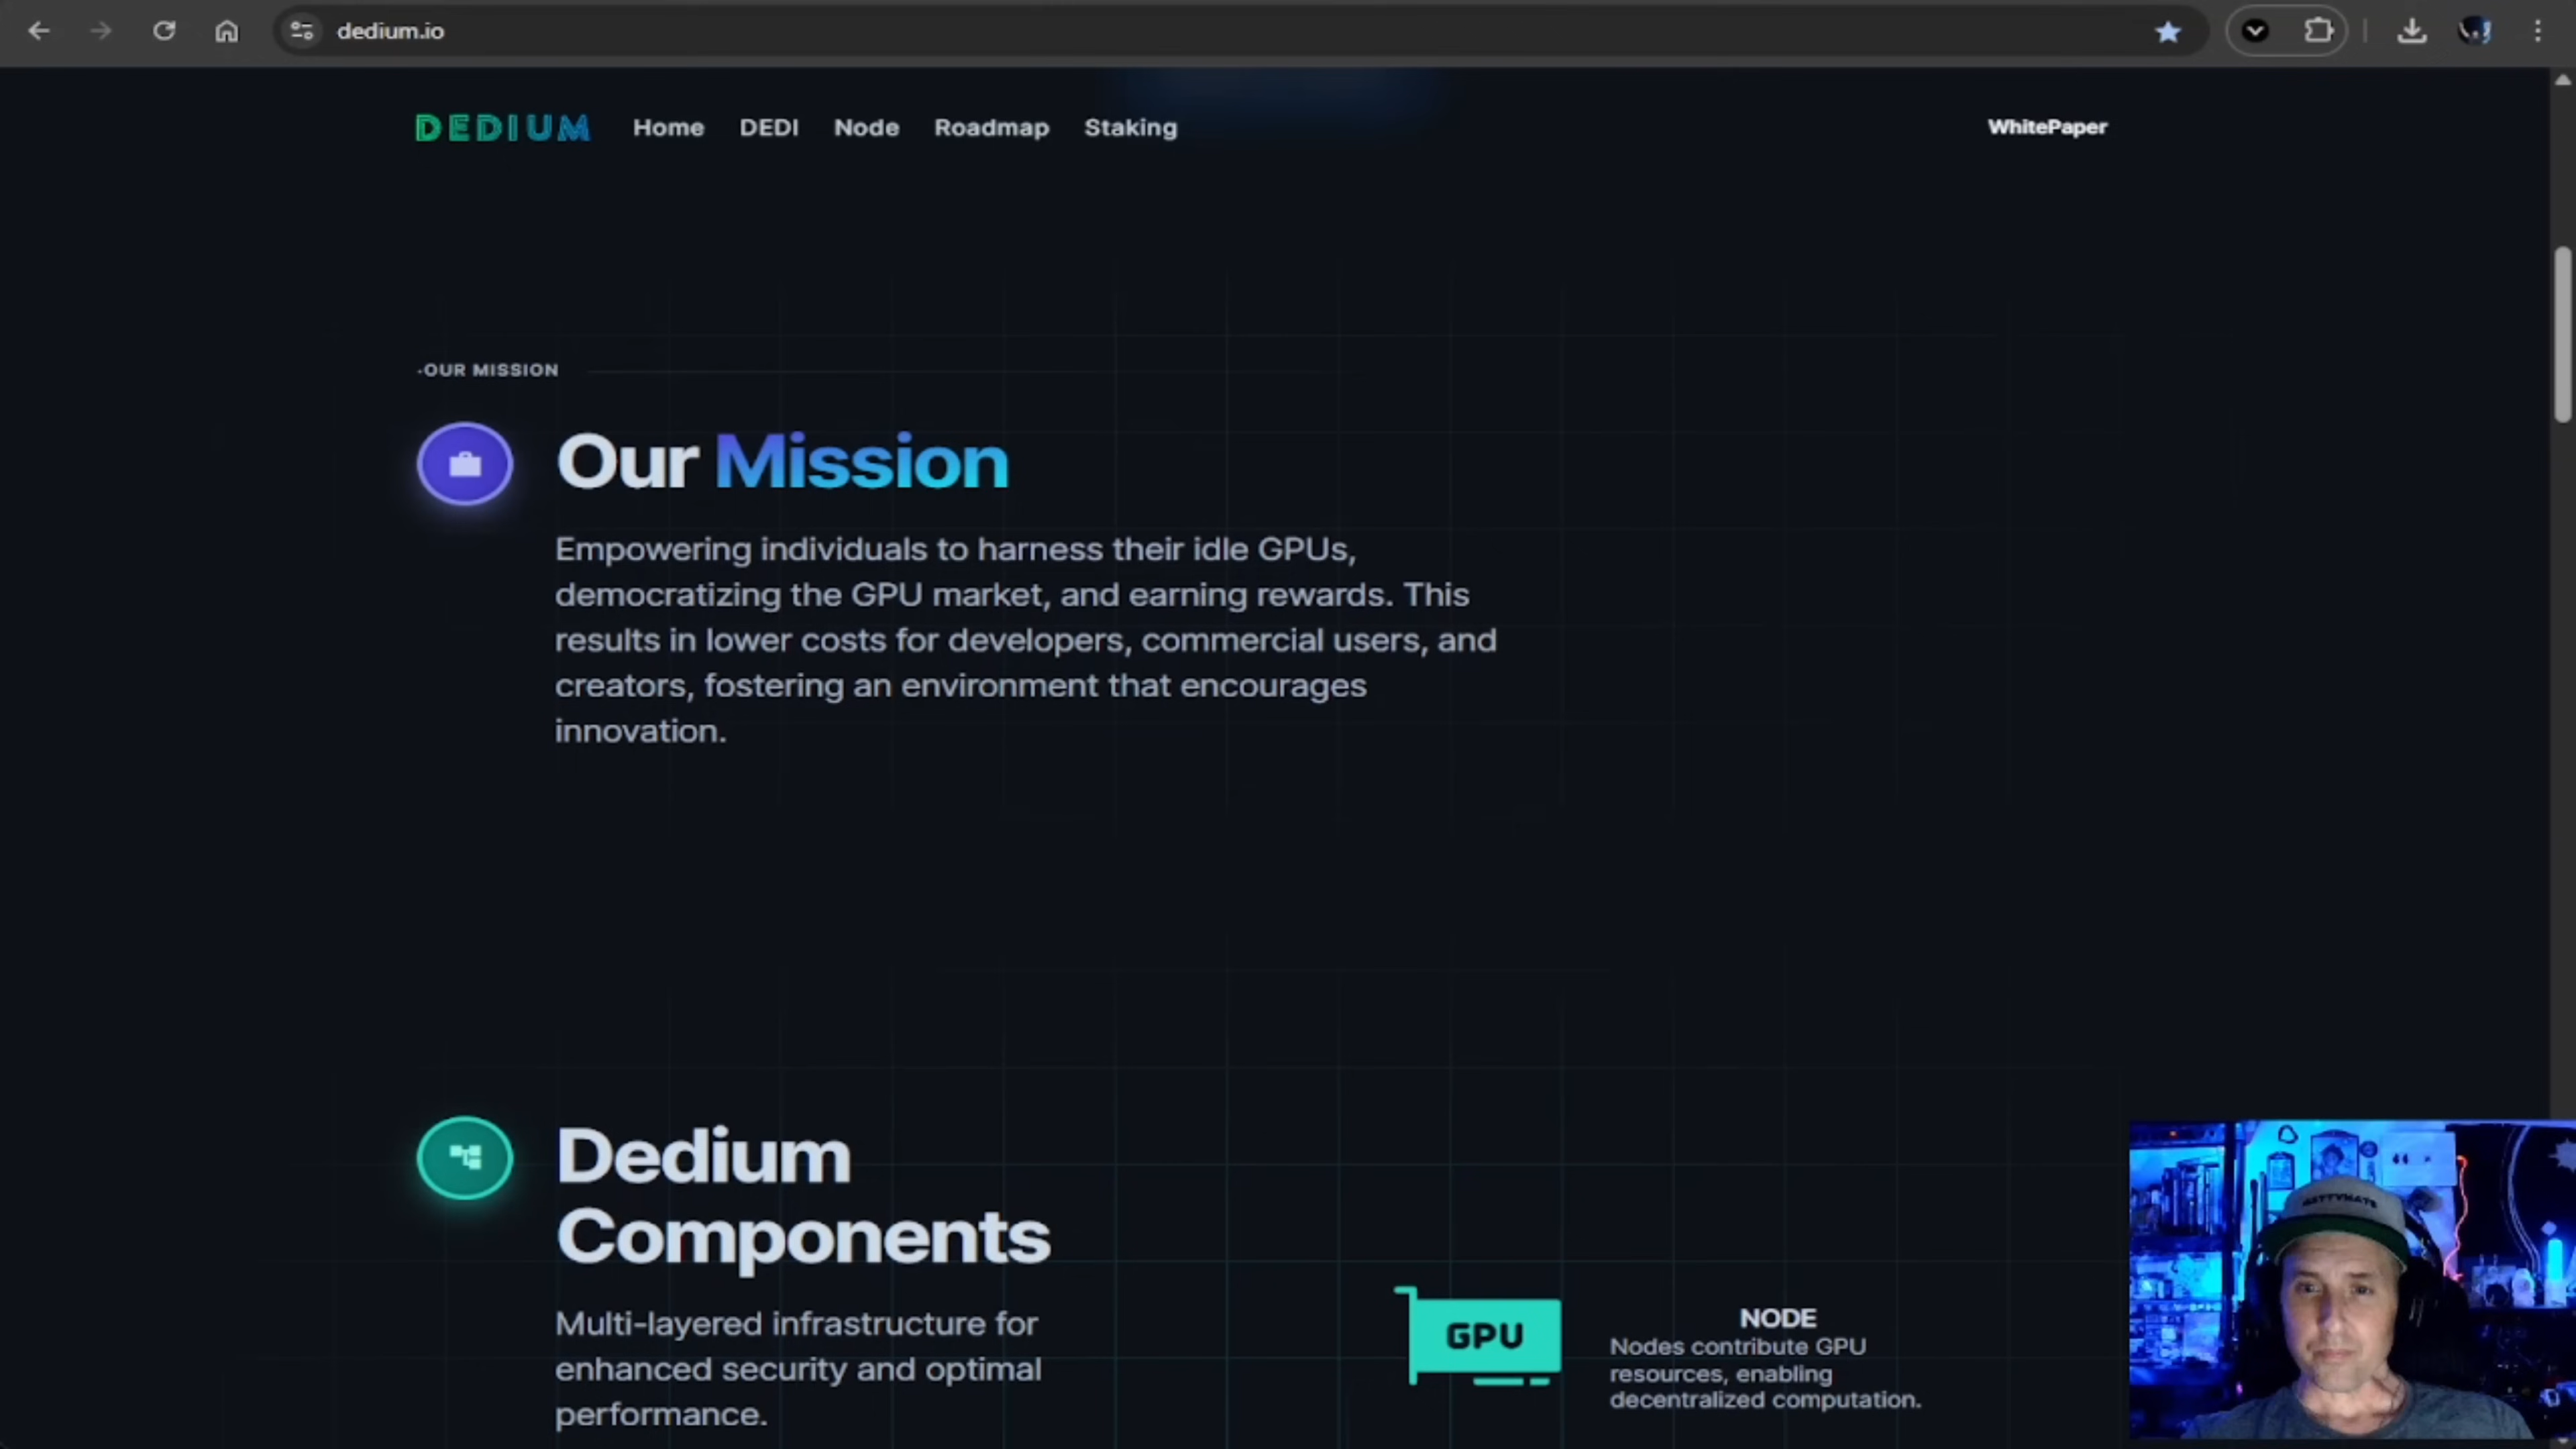 dedium.io
DEDIUM Home DEDI Node Roadmap Staking WhitePaper
-OUR MISSION
Our Mission
Empowering individuals to harness their idle GPUs,
democratizing the GPU market, and earning rewards. This
results in lower costs for developers, commercial users, and
creators, fostering an environment that encourages
innovation.
Dedium
Components
Multi-layered infrastructure for
enhanced security and optimal
performance.
GPU
NODE
Nodes contribute GPU
resources, enabling
decentralized computation.